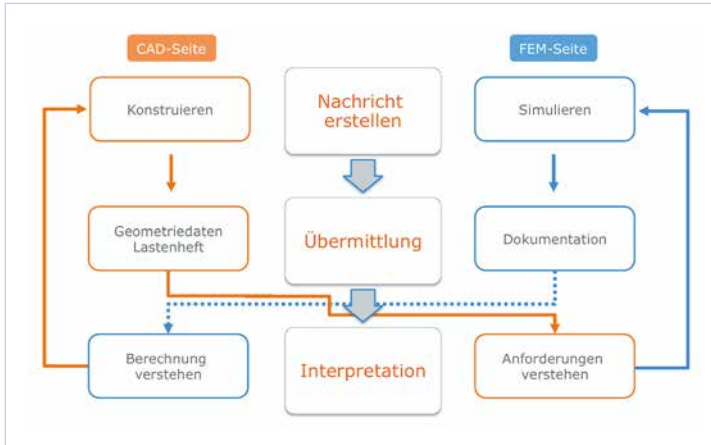 CAD-Seite
FEM-Seite
Konstruieren
Nachricht
erstellen
Simulieren
Geometriedaten
Lastenheft
Übermittlung
Dokumentation
Berechnung
verstehen
Interpretation
Anforderungen
verstehen